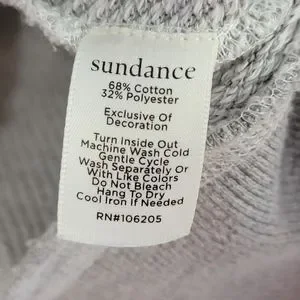 sundance
68% Cotton
32% Polyester
Exclusive Of
Decoration
Turn Inside Out
Machine Wash Cold
Gentle Cycle
Wash Separately Or
With Like Colors
Do Not Bleach
Hang To Dry
Cool Iron If Needed
RN#106205